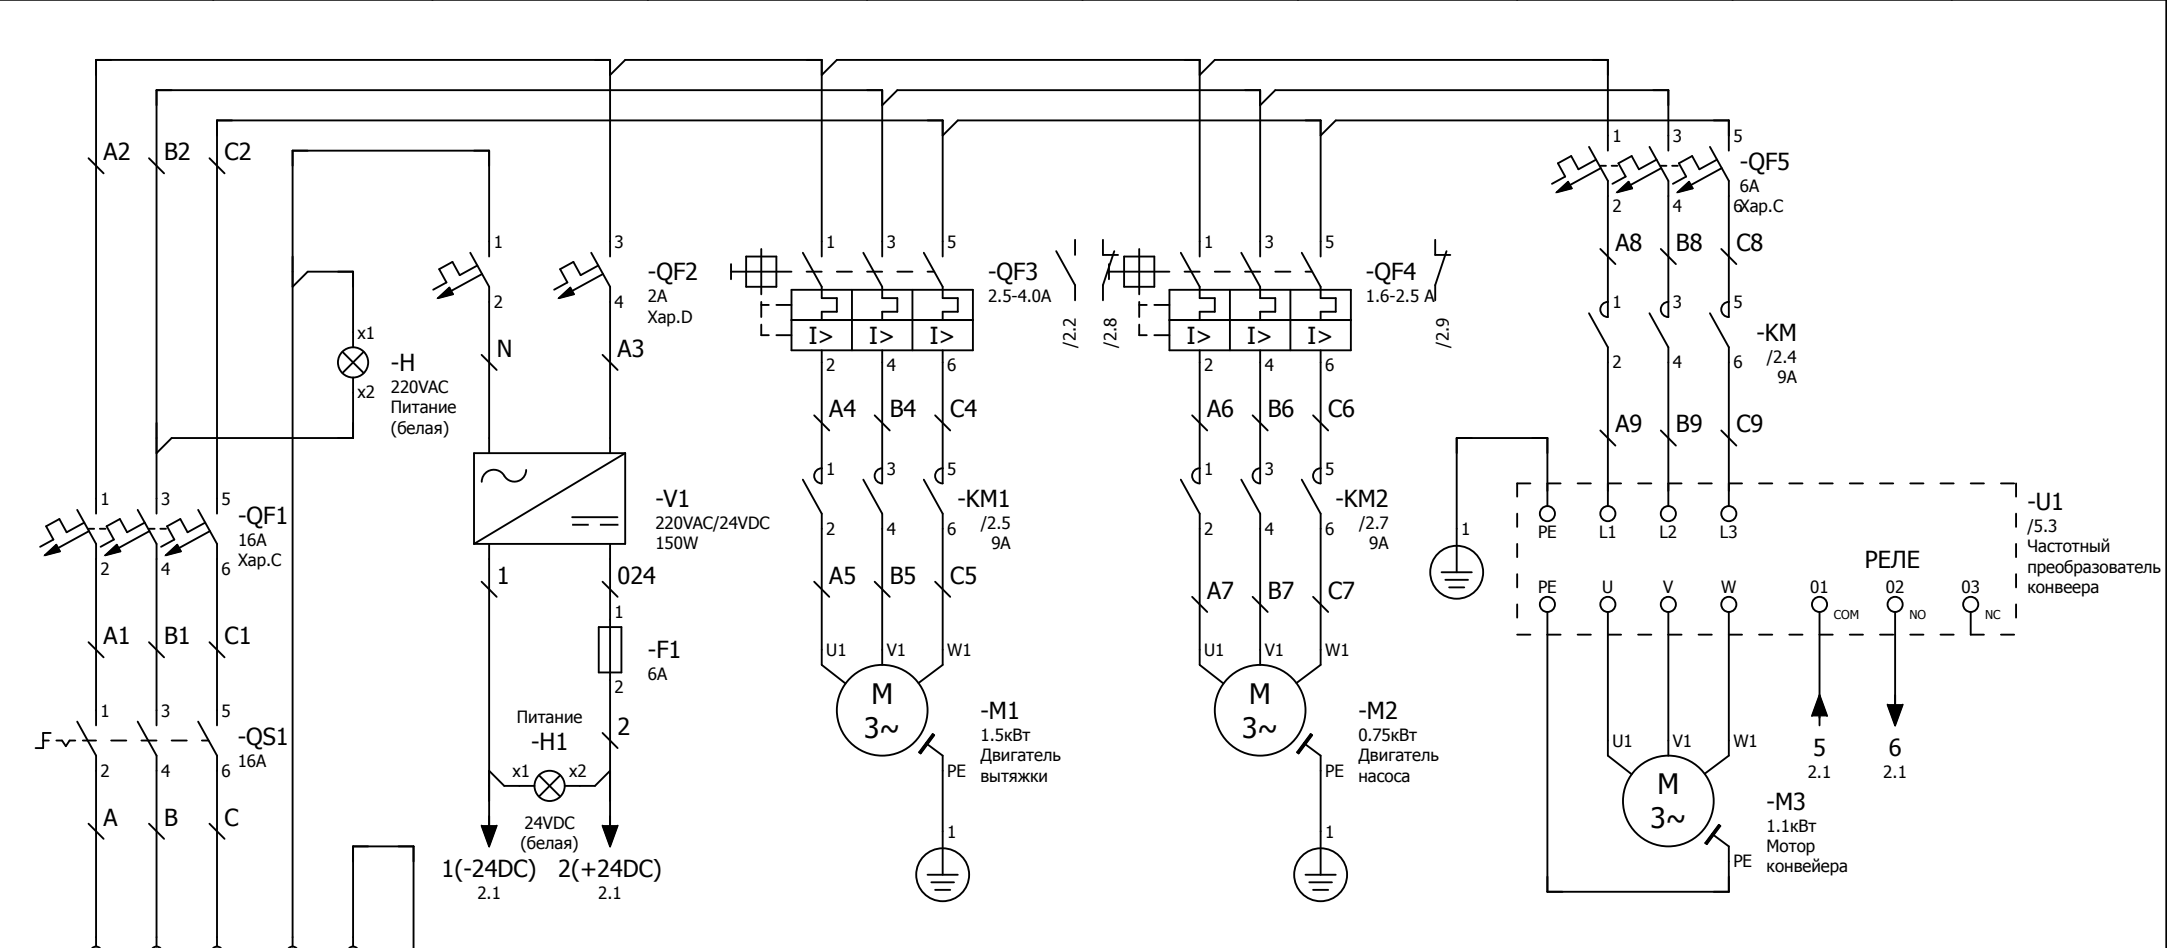 A2 B2 C2
1 3 5
-QF1
16A
Хар.С
2 4 6
A1 B1 C1
1 3 5
-QS1
16A
2 4 6
A B C
x1
-H
220VAC
Питание
(белая)
x2
1 3
-QF2
2A
Хар.D
2 4
N A3
-V1
220VAC/24VDC
150W
1 024
1
-F1
6A
2
2
Питание
-H1
x1 x2
24VDC
(белая)
1(-24DC) 2(+24DC)
2.1 2.1
1 3 5
-QF3
2.5-4.0A
/2.2 /2.8
I> I> I>
2 4 6
A4 B4 C4
1 3 5
-KM1
/2.5
9A
2 4 6
A5 B5 C5
U1 V1 W1
M
3~
-M1
1.5кВт
Двигатель
вытяжки
PE
1
1 3 5
-QF4
1.6-2.5 A
/2.9
I> I> I>
2 4 6
A6 B6 C6
1 3 5
-KM2
/2.7
9A
2 4 6
A7 B7 C7
U1 V1 W1
M
3~
-M2
0.75кВт
Двигатель
насоса
PE
1
1 3 5
-QF5
6A
Хар.С
2 4 6
A8 B8 C8
1 3 5
-KM
/2.4
9A
2 4 6
A9 B9 C9
1
PE L1 L2 L3
-U1
/5.3
Частотный
преобразователь
конвеера
РЕЛЕ
PE U V W 01 02 03
COM NO NC
5 6
2.1 2.1
U1 V1 W1
M
3~
-M3
1.1кВт
Мотор
конвейера
PE